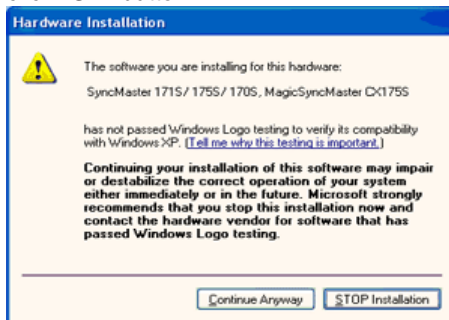 Hardware Installation
The software you are installing for this hardware:
SyncMaster 171S/ 175S/ 170S, MagicSyncMaster CX175S
has not passed Windows Logo testing to verify its compatibility
with Windows XP. (Tell me why this testing is important.)
Continuing your installation of this software may impair
or destabilize the correct operation of your system
either immediately or in the future. Microsoft strongly
recommends that you stop this installation now and
contact the hardware vendor for software that has
passed Windows Logo testing.
Continue Anyway
STOP Installation